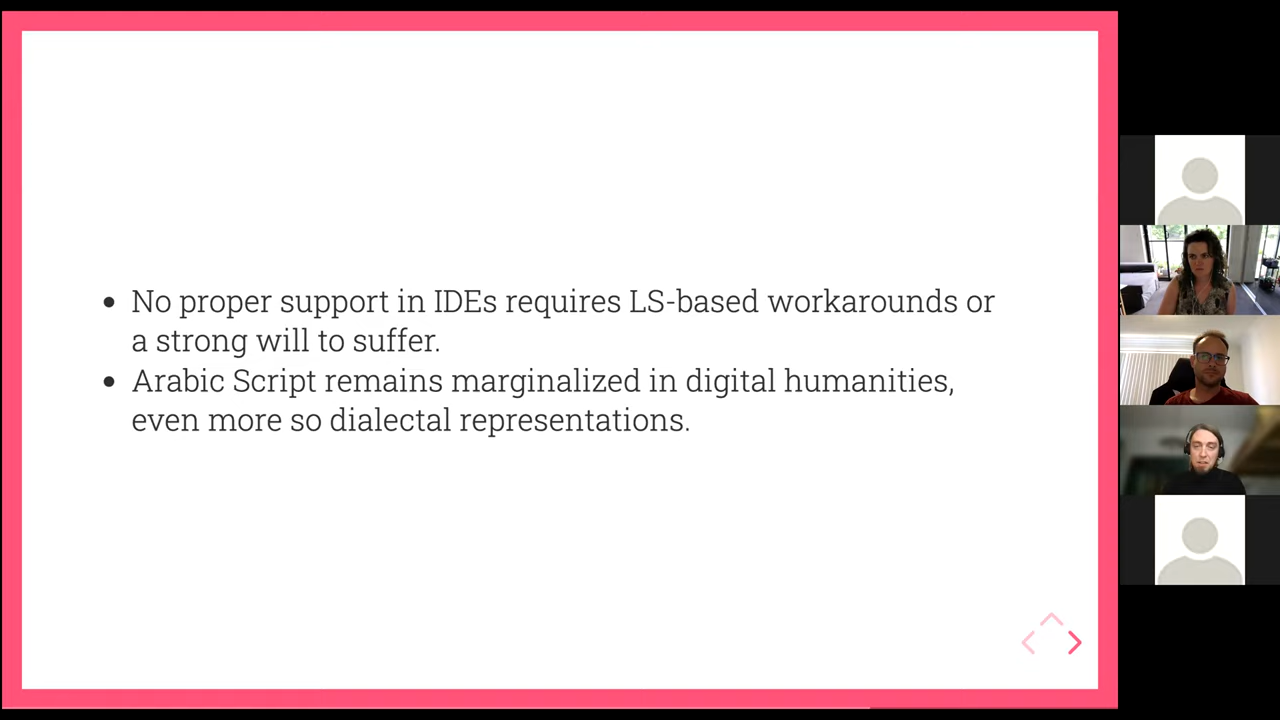 No proper support in IDEs requires LS-based workarounds or
a strong will to suffer.
Arabic Script remains marginalized in digital humanities,
even more so dialectal representations.